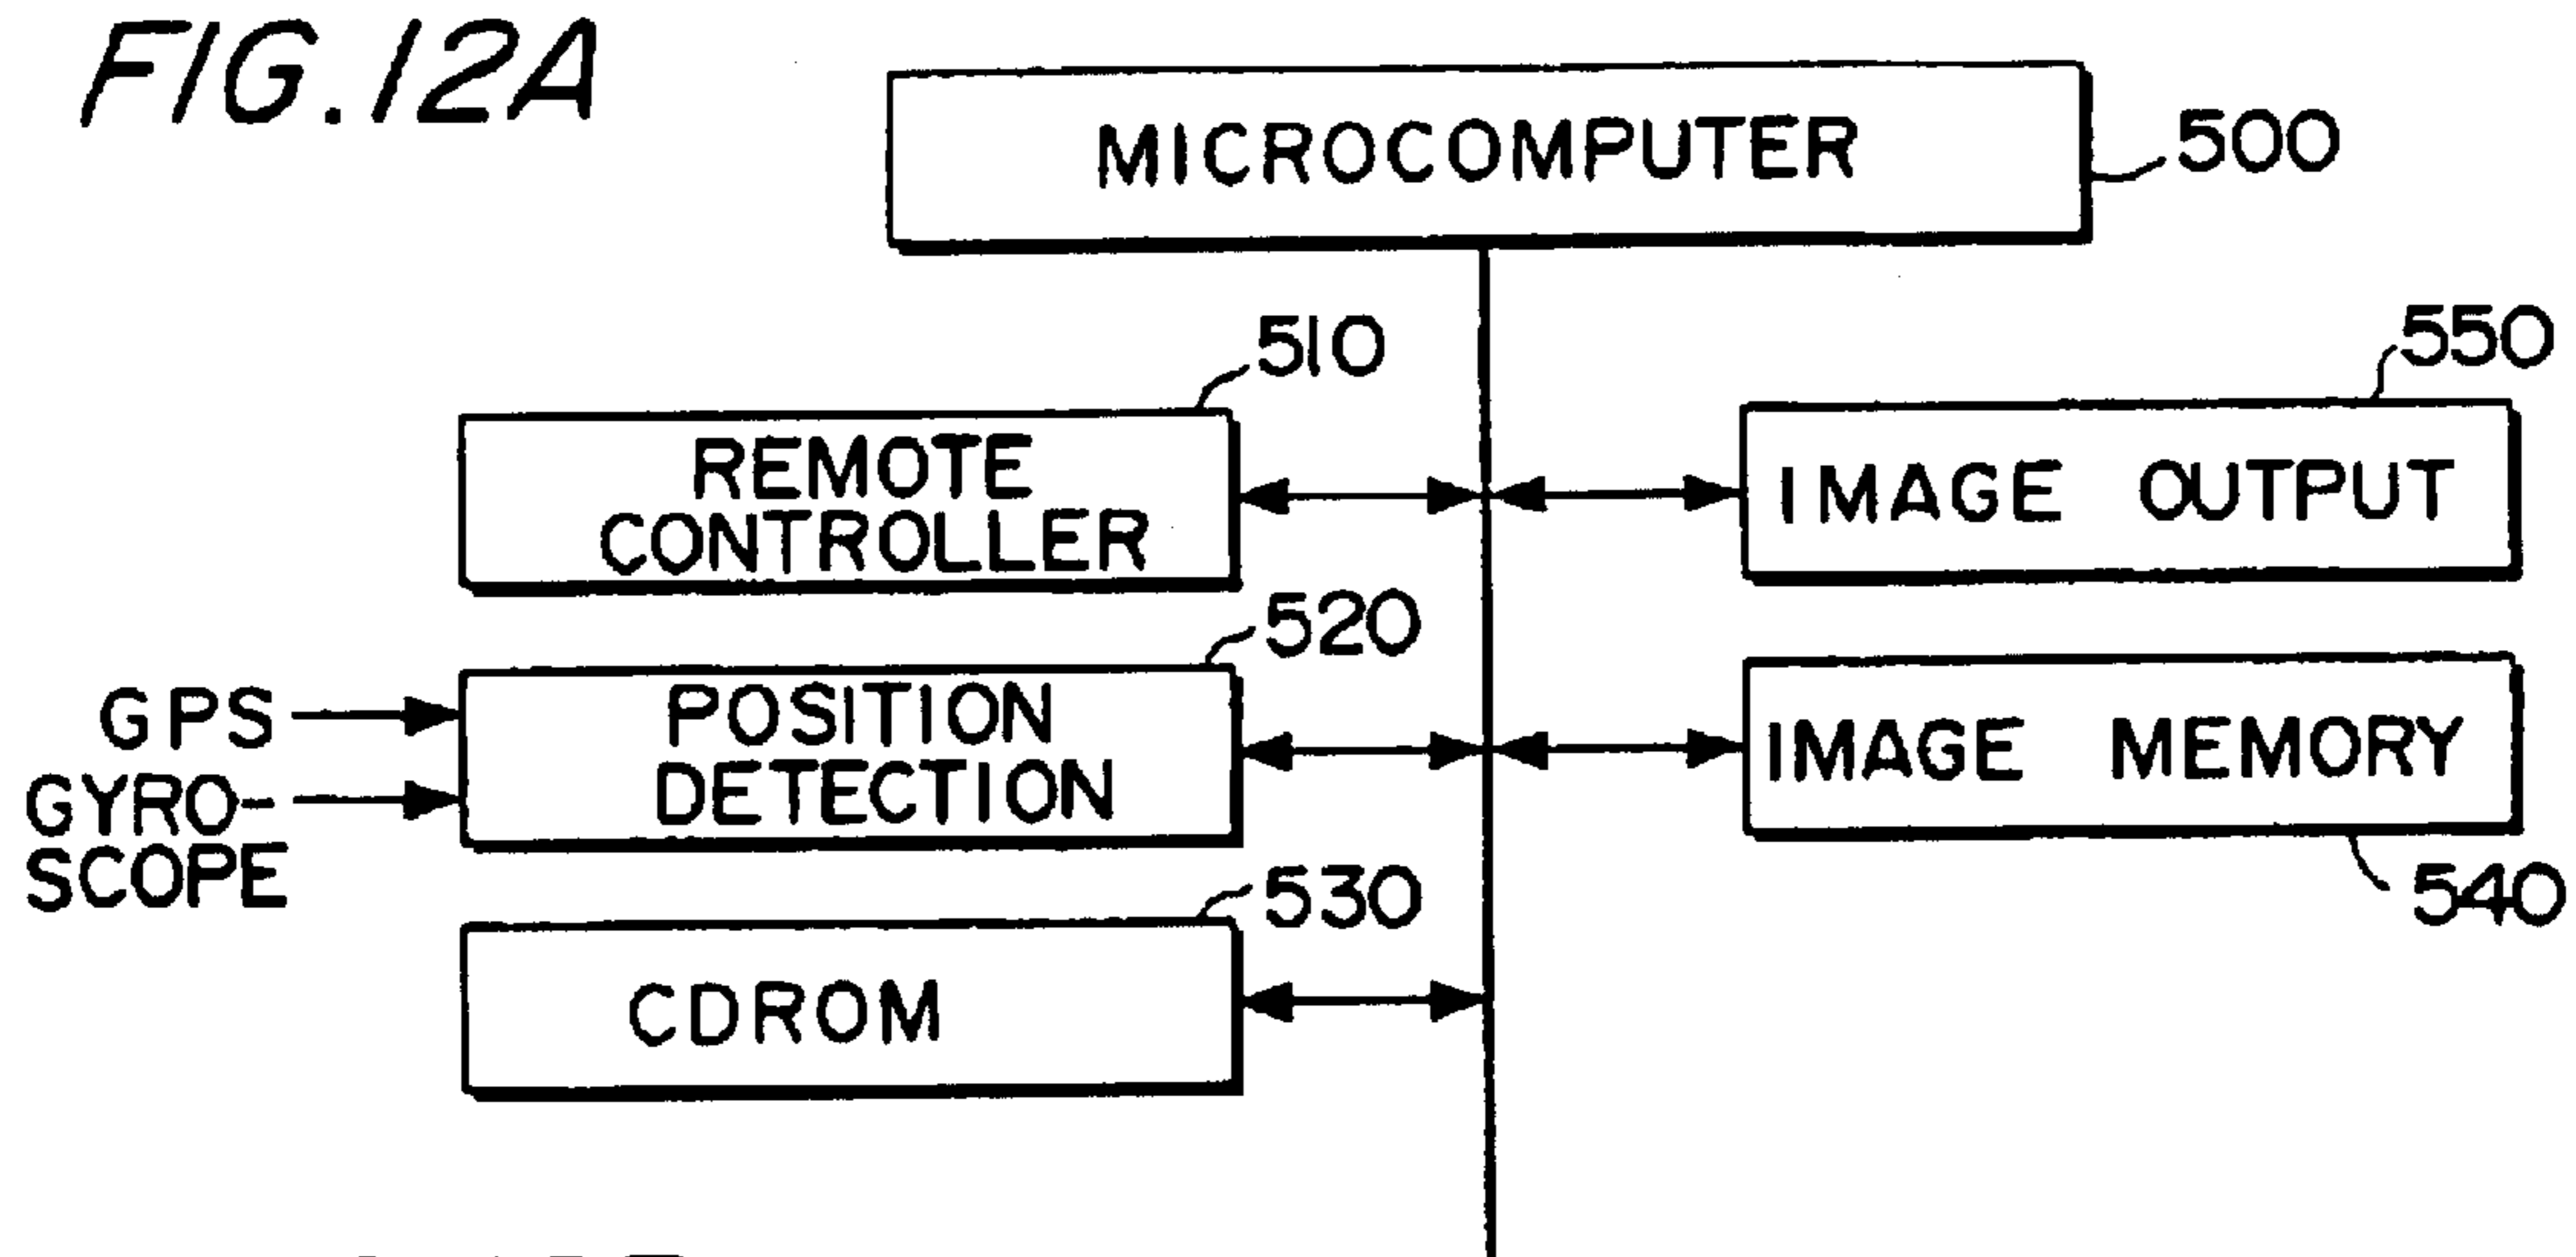 FIG.12A
MICROCOMPUTER
500
510
REMOTE
CONTROLLER
550
IMAGE OUTPUT
520
GPS
GYRO-
SCOPE
POSITION
DETECTION
IMAGE MEMORY
540
530
CDROM